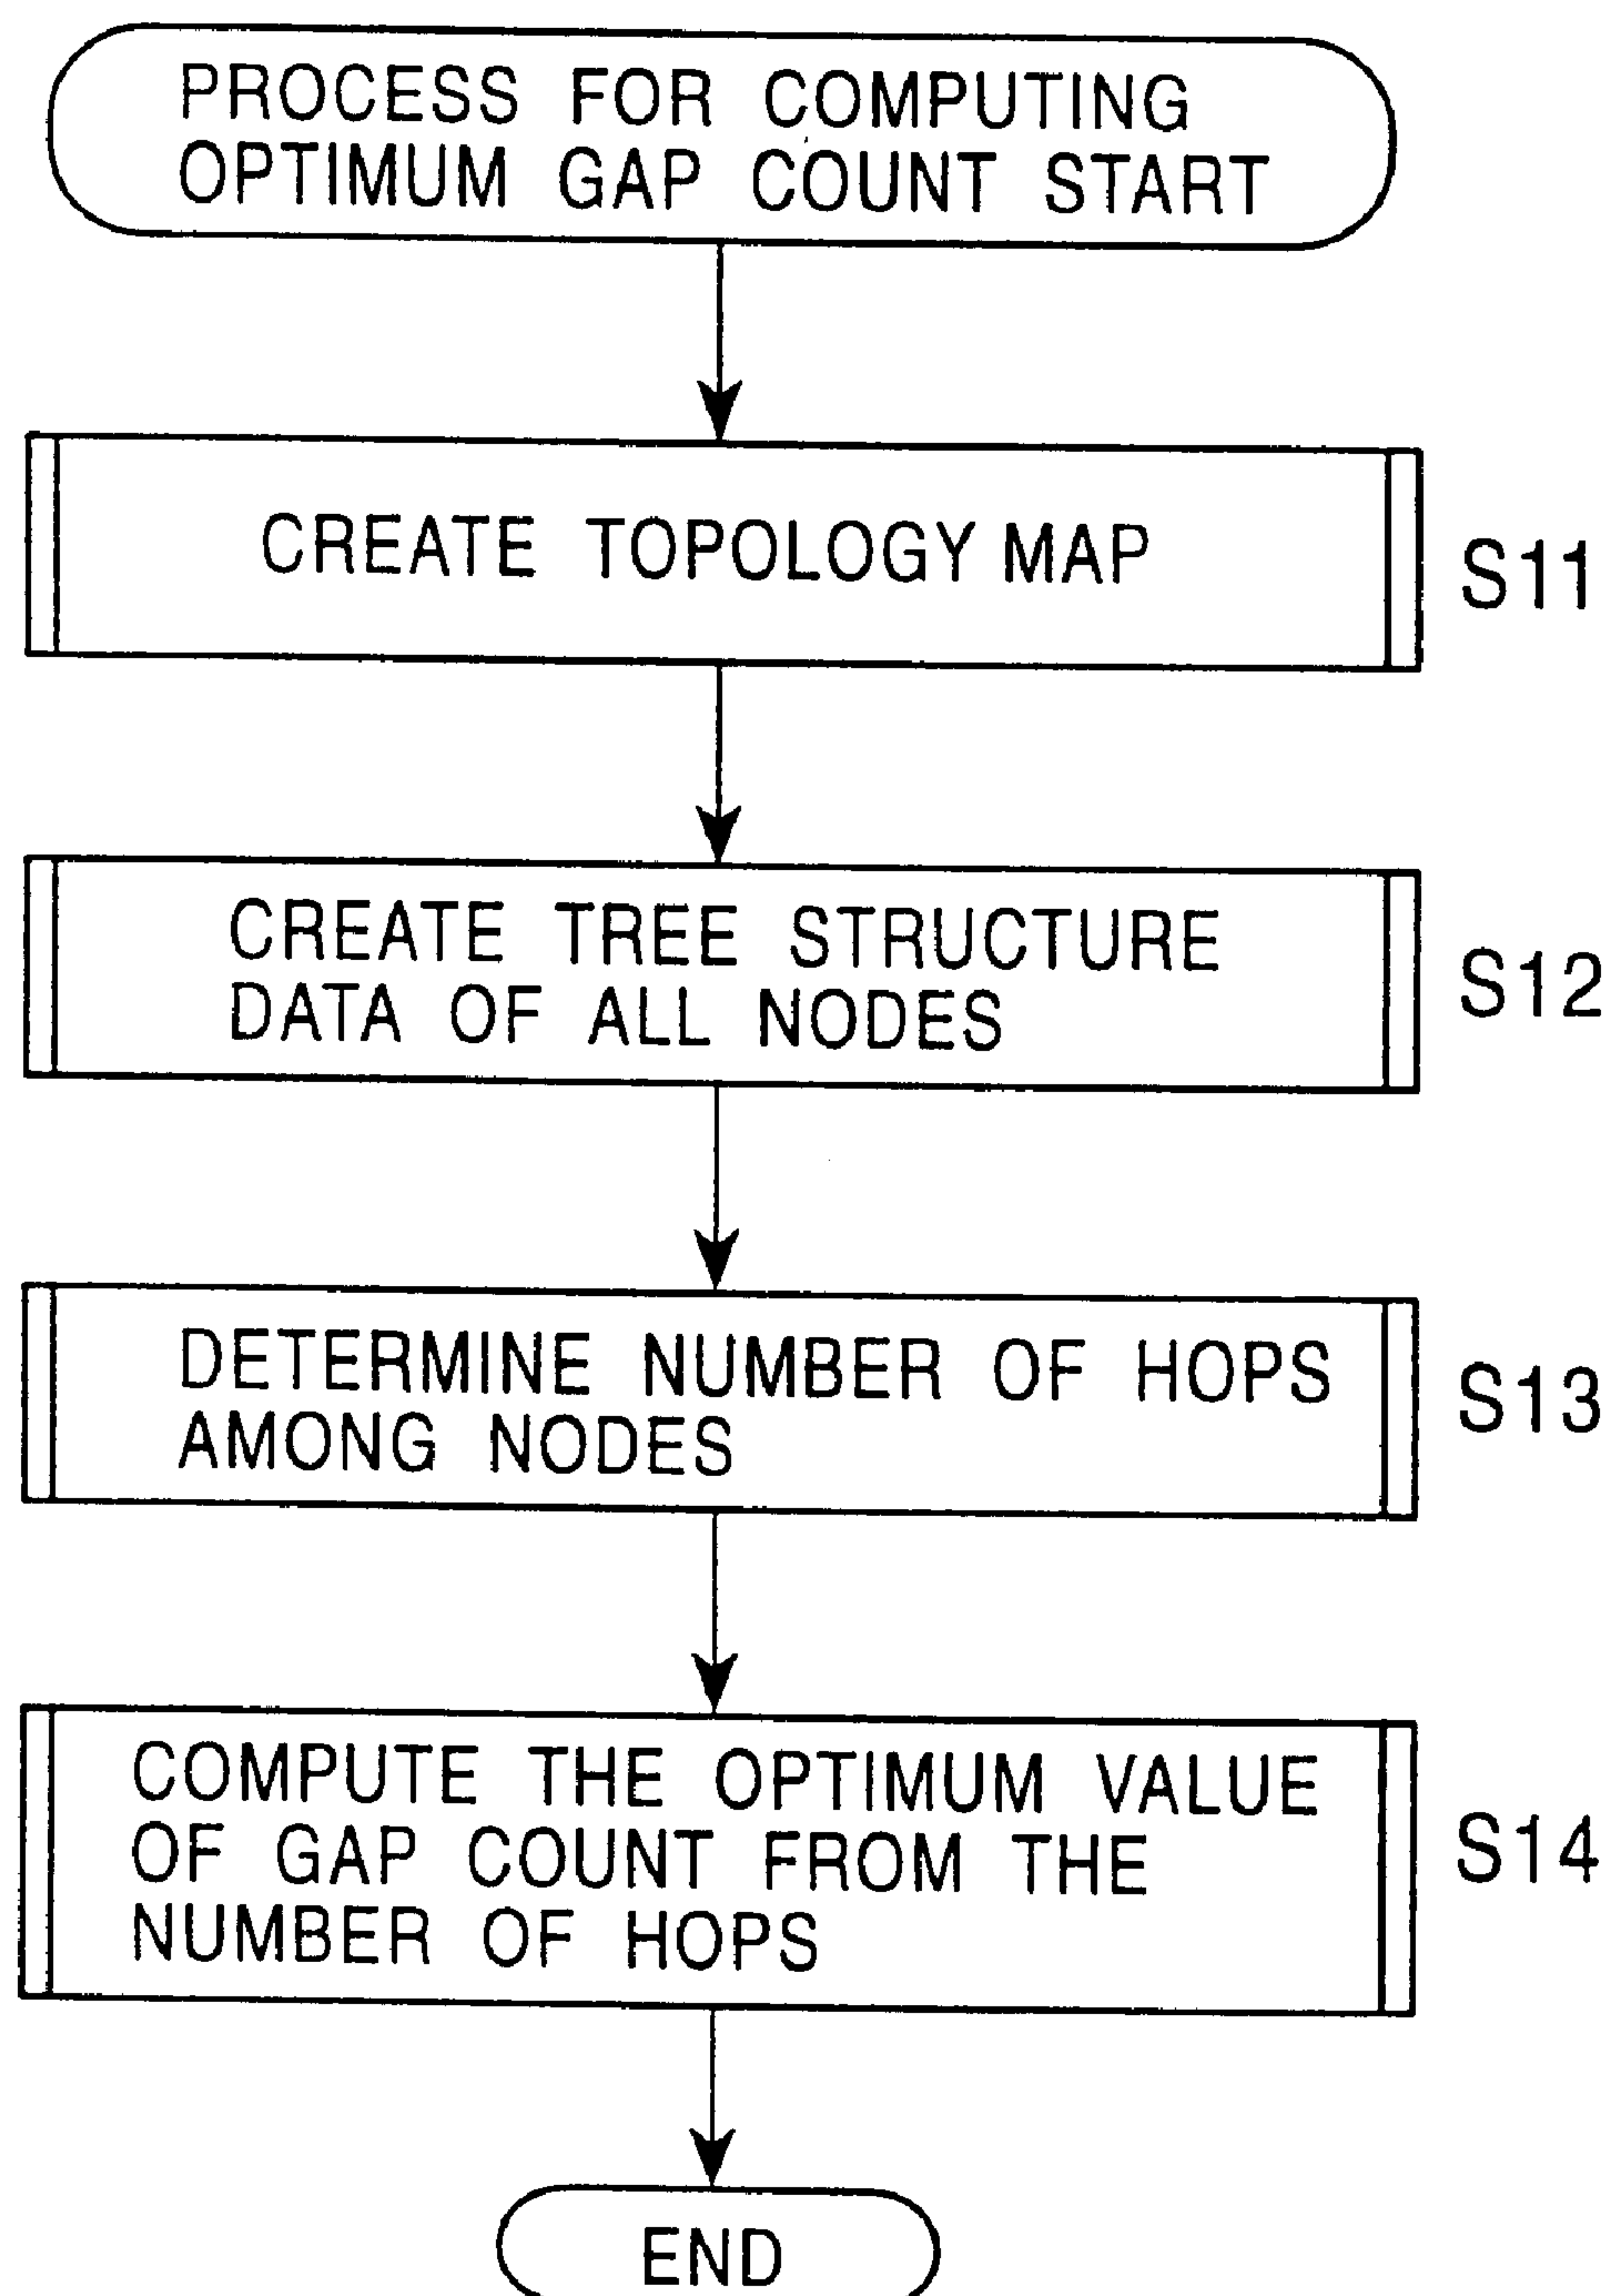 PROCESS FOR COMPUTING
OPTIMUM GAP COUNT START
CREATE TOPOLOGY MAP
S11
CREATE TREE STRUCTURE
DATA OF ALL NODES
S12
DETERMINE NUMBER OF HOPS
AMONG NODES
S13
COMPUTE THE OPTIMUM VALUE
OF GAP COUNT FROM THE
NUMBER OF HOPS
S14
END